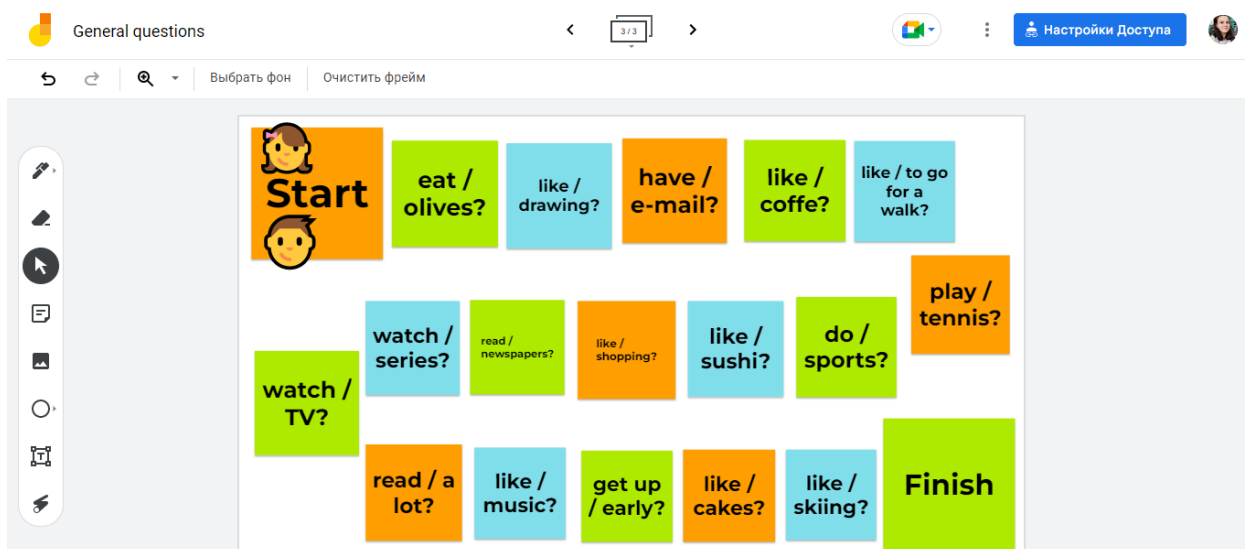 General questions
3 / 3
Настройки Доступа
Выбрать фон
Очистить фрейм
Start
eat /
olives?
like /
drawing?
have /
e-mail?
like /
coffe?
like / to go
for a
walk?
play /
tennis?
do /
sports?
like /
sushi?
like /
shopping?
read /
newspapers?
watch /
series?
watch /
TV?
read / a
lot?
like /
music?
get up
/ early?
like /
cakes?
like /
skiing?
Finish